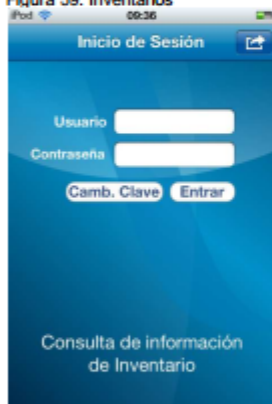 Figura 39. Inventarios
iPod 09:36
Inicio de Sesión
Usuario
Contraseña
Camb. Clave Entrar
Consulta de información
de Inventario